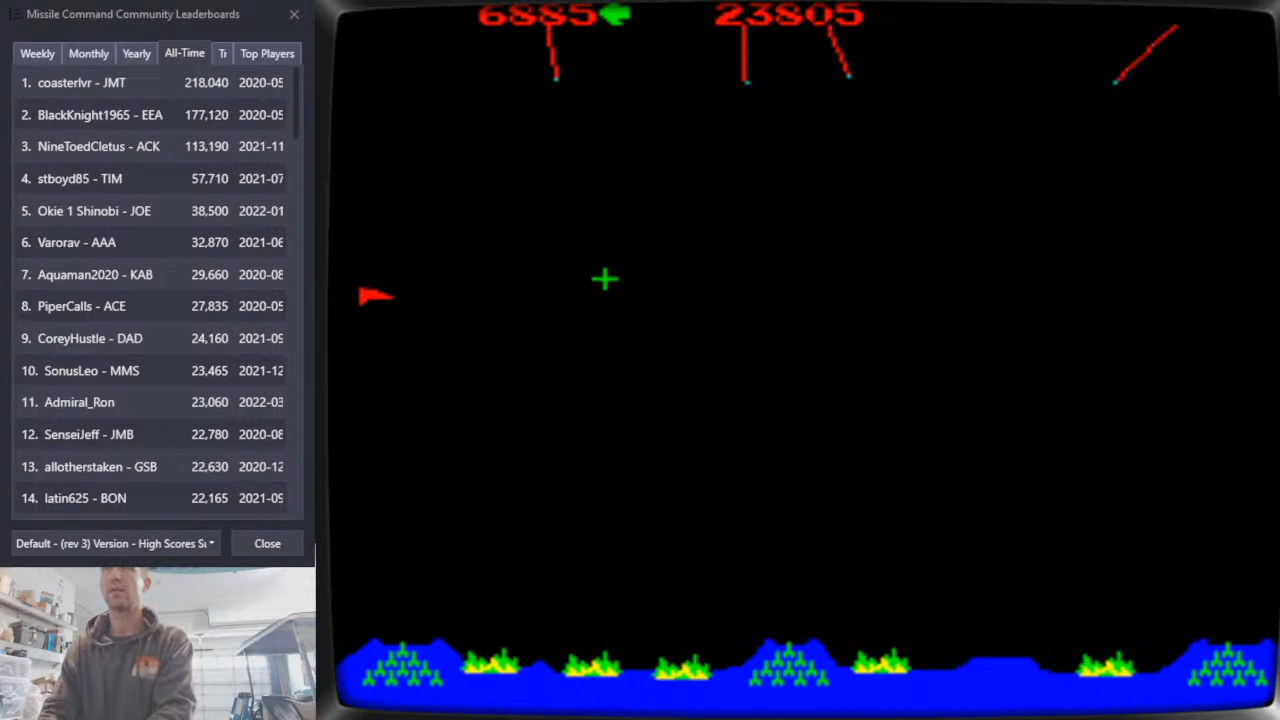 Missile Command Community Leaderboards
Weekly Monthly Yearly All-Time Tr Top Players
1. coasterlvr - JMT 218,040 2020-05
2. BlackKnight1965 - EEA 177,120 2020-05
3. NineToedCletus - ACK 113,190 2021-11
4. stboyd85 - TIM 57,710 2021-07
5. Okie 1 Shinobi - JOE 38,500 2022-01
6. Varorav - AAA 32,870 2021-06
7. Aquaman2020 - KAB 29,660 2020-08
8. PiperCalls - ACE 27,835 2020-05
9. CoreyHustle - DAD 24,160 2021-09
10. SonusLeo - MMS 23,465 2021-12
11. Admiral_Ron 23,060 2022-03
12. SenseiJeff - JMB 22,780 2020-08
13. allotherstaken - GSB 22,630 2020-12
14. latin625 - BON 22,165 2021-09
Default - (rev 3) Version - High Scores Su
Close
6885 23805